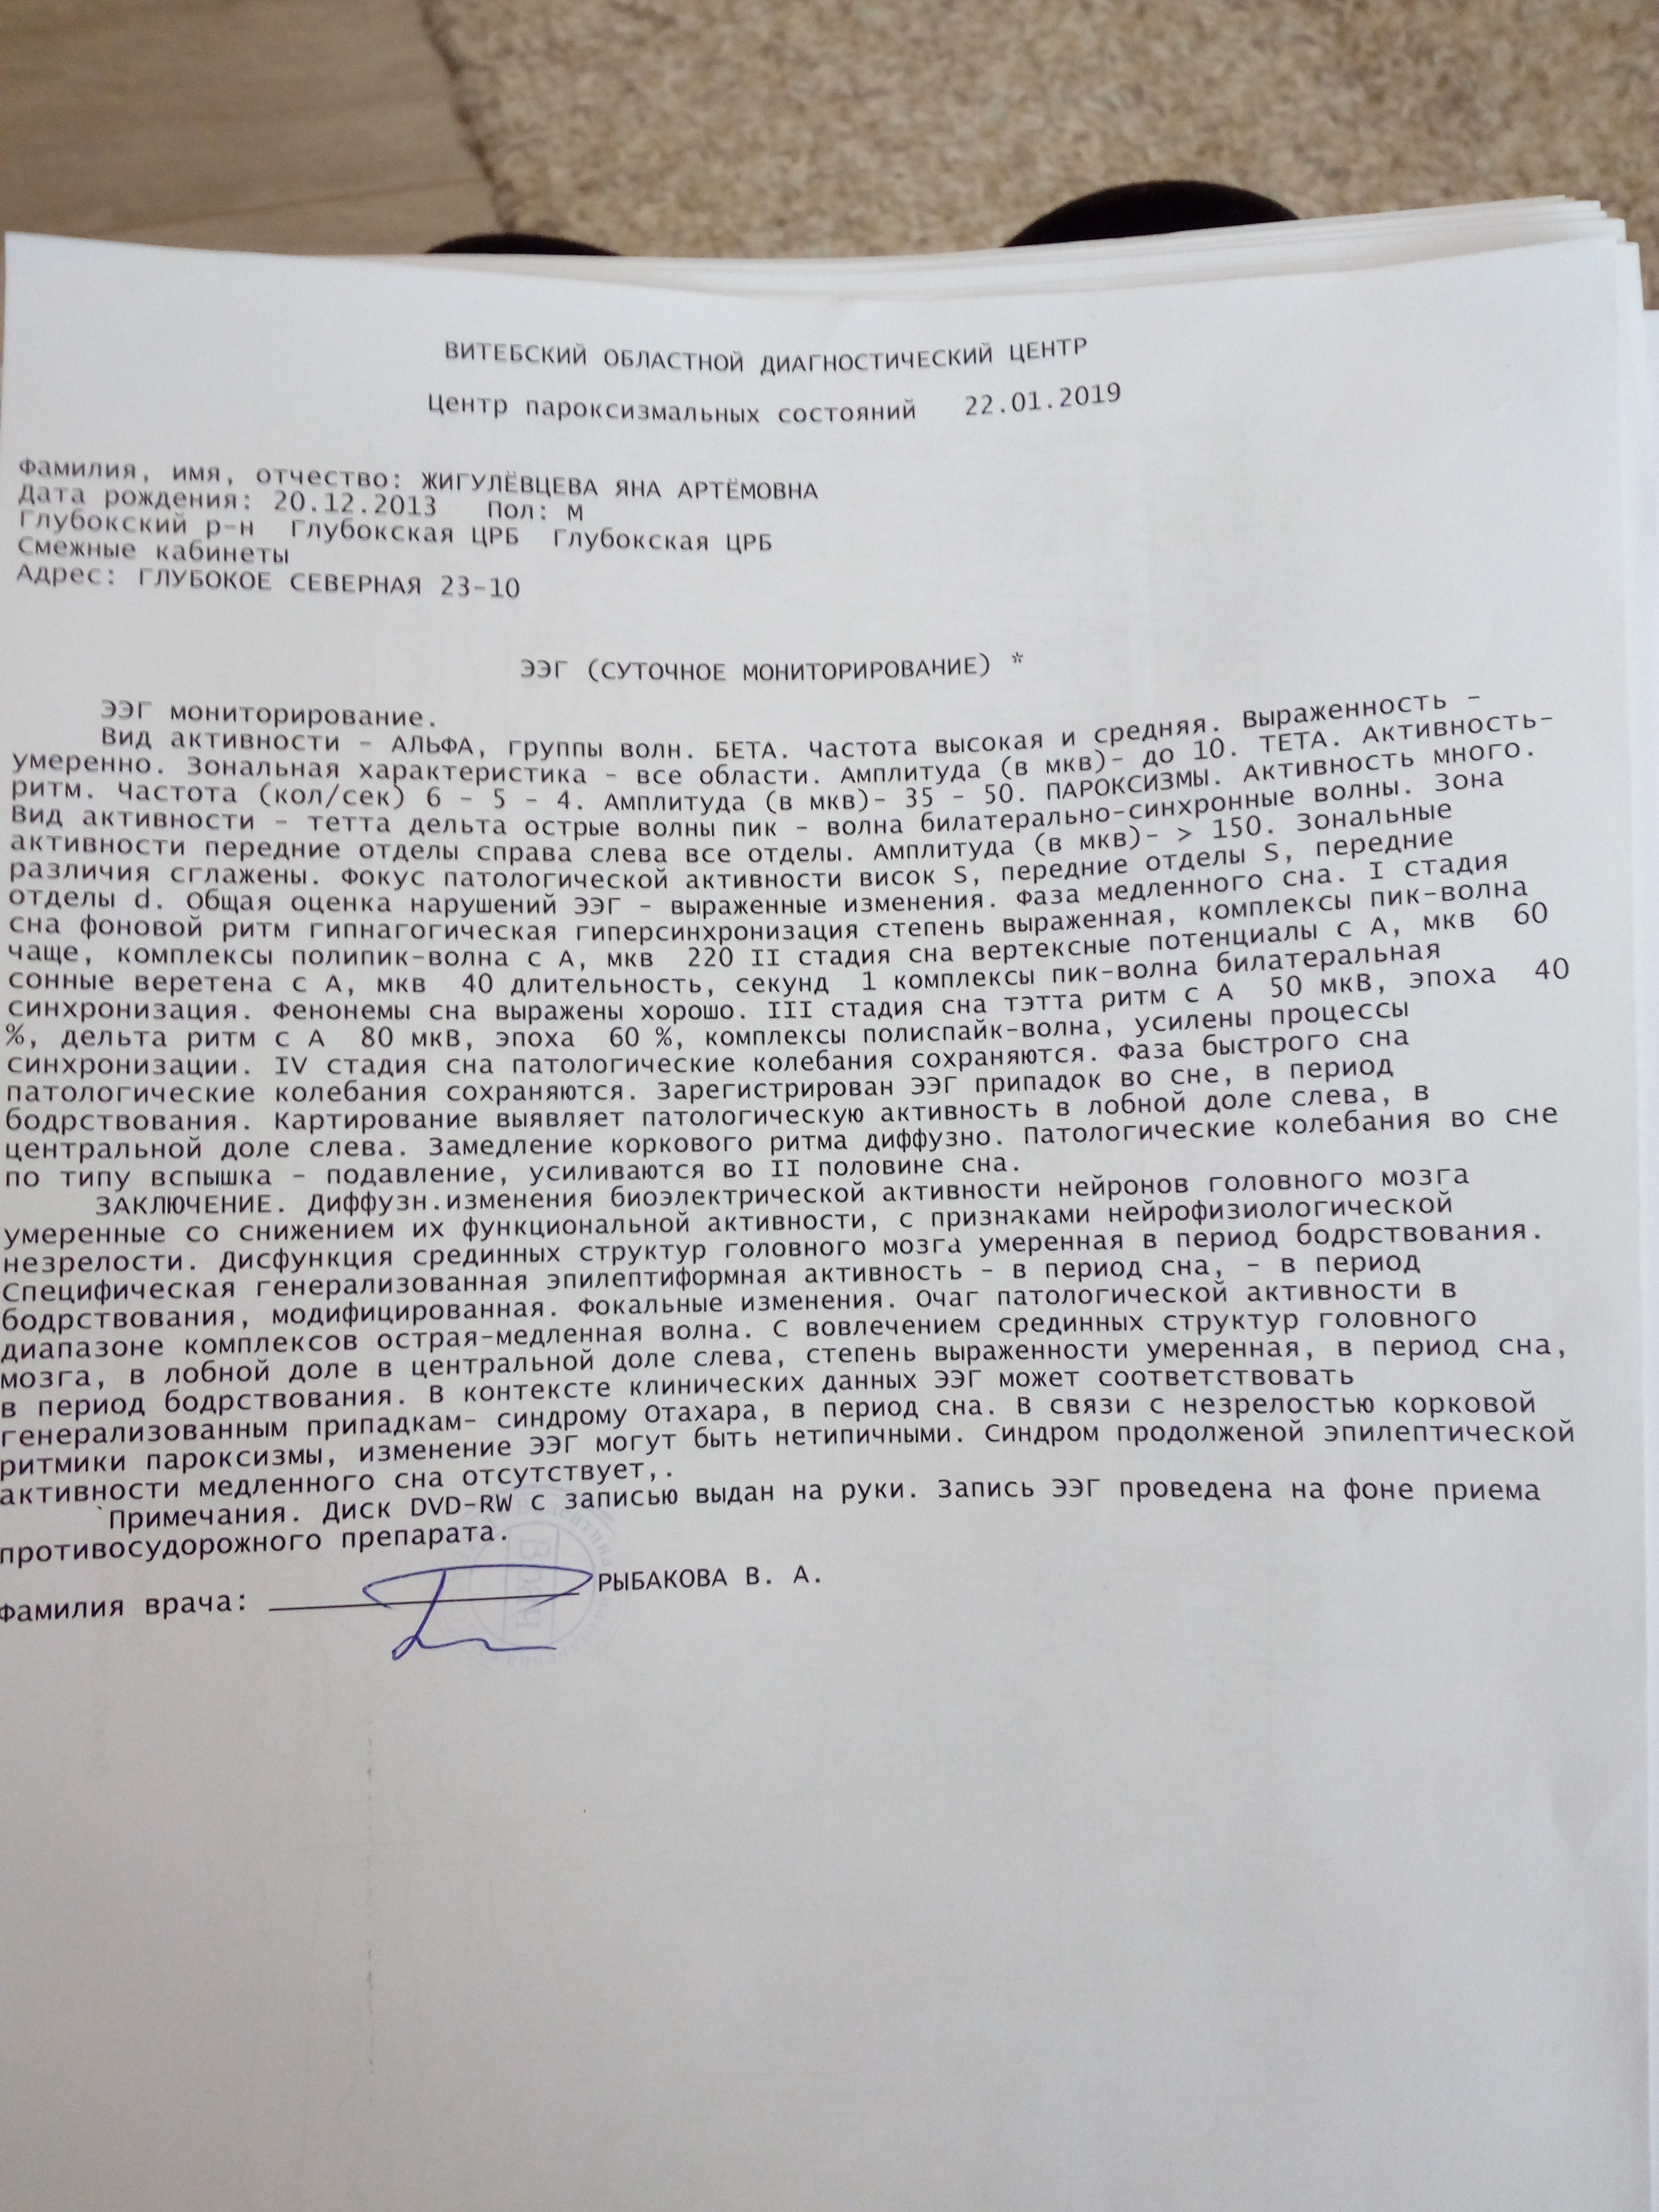 ВИТЕБСКИЙ ОБЛАСТНОЙ ДИАГНОСТИЧЕСКИЙ ЦЕНТР
Центр пароксизмальных состояний 22.01.2019
Фамилия, имя, отчество: ЖИГУЛЁВЦЕВА ЯНА АРТЁМОВНА
Дата рождения: 20.12.2013 Пол: М
Глубокский р-н Глубокская ЦРБ Глубокская ЦРБ
Смежные кабинеты
Адрес: ГЛУБОКОЕ СЕВЕРНАЯ 23-10
ЭЭГ (СУТОЧНОЕ МОНИТОРИРОВАНИЕ) *
ЭЭГ мониторирование.
Вид активности - АЛЬФА, группы волн. БЕТА. Частота высокая и средняя. Выраженность -
умеренно. Зональная характеристика - все области. Амплитуда (в мкв)- до 10. ТЕТА. Активность-
ритм. Частота (кол/сек) 6 - 5 - 4. Амплитуда (в мкв)- 35 - 50. ПАРОКСИЗМЫ. Активность много.
Вид активности - тетта дельта острые волны пик - волна билатерально-синхронные волны. Зона
активности передние отделы справа слева все отделы. Амплитуда (в мкв)- > 150. Зональные
различия сглажены. Фокус патологической активности висок S, передние отделы S, передние
отделы d. Общая оценка нарушений ЭЭГ - выраженные изменения. Фаза медленного сна. I стадия
сна фоновой ритм гипнагогическая гиперсинхронизация степень выраженная, комплексы пик-волна
чаще, комплексы полипик-волна с А, мкв 220 II стадия сна вертексные потенциалы с А, мкв 60
сонные веретена с А, мкв 40 длительность, секунд 1 комплексы пик-волна билатеральная
синхронизация. Фенонемы сна выражены хорошо. III стадия сна тэтта ритм с А 50 мкВ, эпоха 40
%, дельта ритм с А 80 мкВ, эпоха 60 %, комплексы полиспайк-волна, усилены процессы
синхронизации. IV стадия сна патологические колебания сохраняются. Фаза быстрого сна
патологические колебания сохраняются. Зарегистрирован ЭЭГ припадок во сне, в период
бодрствования. Картирование выявляет патологическую активность в лобной доле слева, в
центральной доле слева. Замедление коркового ритма диффузно. Патологические колебания во сне
по типу вспышка - подавление, усиливаются во II половине сна.
ЗАКЛЮЧЕНИЕ. Диффузн.изменения биоэлектрической активности нейронов головного мозга
умеренные со снижением их функциональной активности, с признаками нейрофизиологической
незрелости. Дисфункция срединных структур головного мозга умеренная в период бодрствования.
Специфическая генерализованная эпилептиформная активность - в период сна, - в период
бодрствования, модифицированная. Фокальные изменения. Очаг патологической активности в
диапазоне комплексов острая-медленная волна. С вовлечением срединных структур головного
мозга, в лобной доле в центральной доле слева, степень выраженности умеренная, в период сна,
в период бодрствования. В контексте клинических данных ЭЭГ может соответствовать
генерализованным припадкам- синдрому Отахара, в период сна. В связи с незрелостью корковой
ритмики пароксизмы, изменение ЭЭГ могут быть нетипичными. Синдром продолженой эпилептической
активности медленного сна отсутствует,.
`Примечания. Диск DVD-RW с записью выдан на руки. Запись ЭЭГ проведена на фоне приема
противосудорожного препарата.
Фамилия врача: РЫБАКОВА В. А.